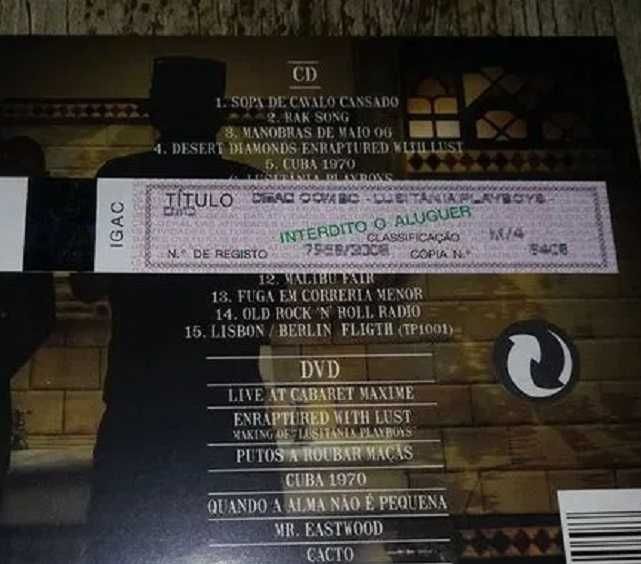 CD
1. SOPA DE CAVALO CANSADO
2. RAK SONG
3. MANOBRAS DE MAIO 06
4. DESERT DIAMONDS ENRAPTURED WITH LUST
5. CUBA 1970
6. LUSITÂNIA PLAYBOYS
IGAC
TÍTULO DEAD COMBO - LUSITÂNIA PLAYBOYS -
INTERDITO O ALUGUER
CLASSIFICAÇÃO M/4
N.º DE REGISTO COPIA N.º
12. MALIBU FAIR
13. FUGA EM CORRERIA MENOR
14. OLD ROCK 'N' ROLL RADIO
15. LISBON / BERLIN FLIGTH (TP1001)
DVD
LIVE AT CABARET MAXIME
ENRAPTURED WITH LUST
MAKING OF "LUSITÂNIA PLAYBOYS"
PUTOS A ROUBAR MAÇÃS
CUBA 1970
QUANDO A ALMA NÃO É PEQUENA
MR. EASTWOOD
CACTO